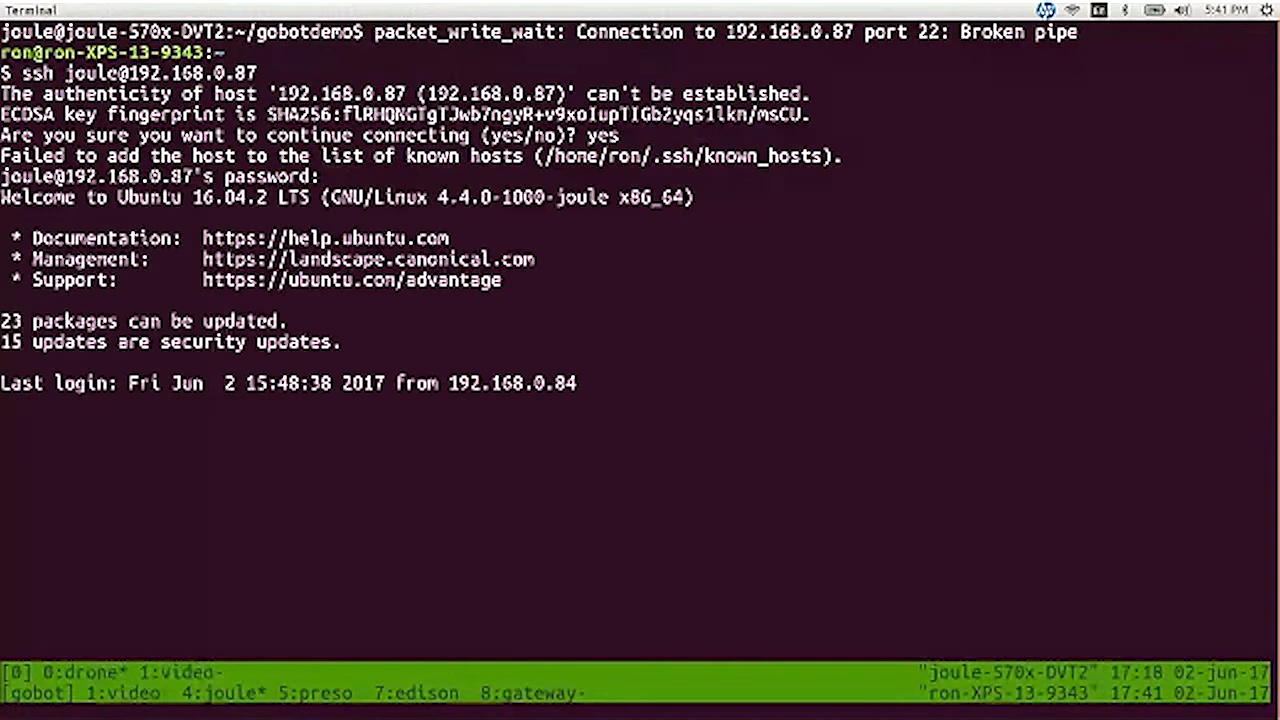 Terminal
5:41 PM
joule@joule-570x-DVT2:~/gobotdemo$ packet_write_wait: Connection to 192.168.0.87 port 22: Broken pipe
ron@ron-XPS-13-9343:~
$ ssh joule@192.168.0.87
The authenticity of host '192.168.0.87 (192.168.0.87)' can't be established.
ECDSA key fingerprint is
Are you sure you want to continue connecting (yes/no)? yes
Failed to add the host to the list of known hosts (/home/ron/.ssh/known_hosts).
joule@192.168.0.87's password:
Welcome to Ubuntu 16.04.2 LTS (GNU/Linux 4.4.0-1000-joule x86_64)
* Documentation: https://help.ubuntu.com
* Management: https://landscape.canonical.com
* Support: https://ubuntu.com/advantage
23 packages can be updated.
15 updates are security updates.
Last login: Fri Jun 2 15:48:38 2017 from 192.168.0.84
[0] 0:drone* 1:video- "joule-570x-DVT2" 17:18 02-jun-17
[gobot] 1:video 4:joule* 5:preso 7:edison 8:gateway- "ron-XPS-13-9343" 17:41 02-Jun-17